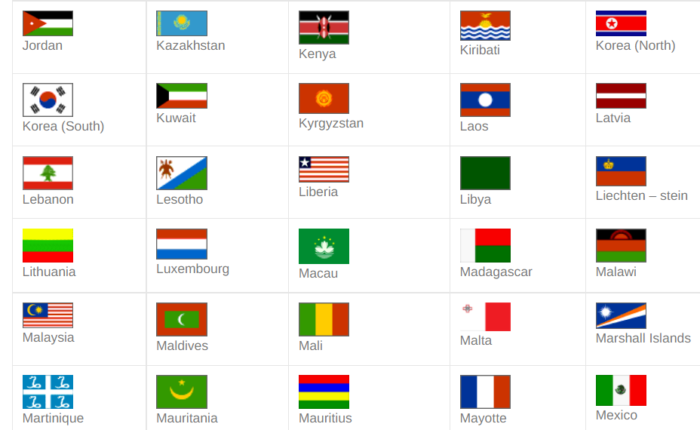 Jordan
Kazakhstan
Kenya
Kiribati
Korea (North)
Korea (South)
Kuwait
Kyrgyzstan
Laos
Latvia
Lebanon
Lesotho
Liberia
Libya
Liechten – stein
Lithuania
Luxembourg
Macau
Madagascar
Malawi
Malaysia
Maldives
Mali
Malta
Marshall Islands
Martinique
Mauritania
Mauritius
Mayotte
Mexico